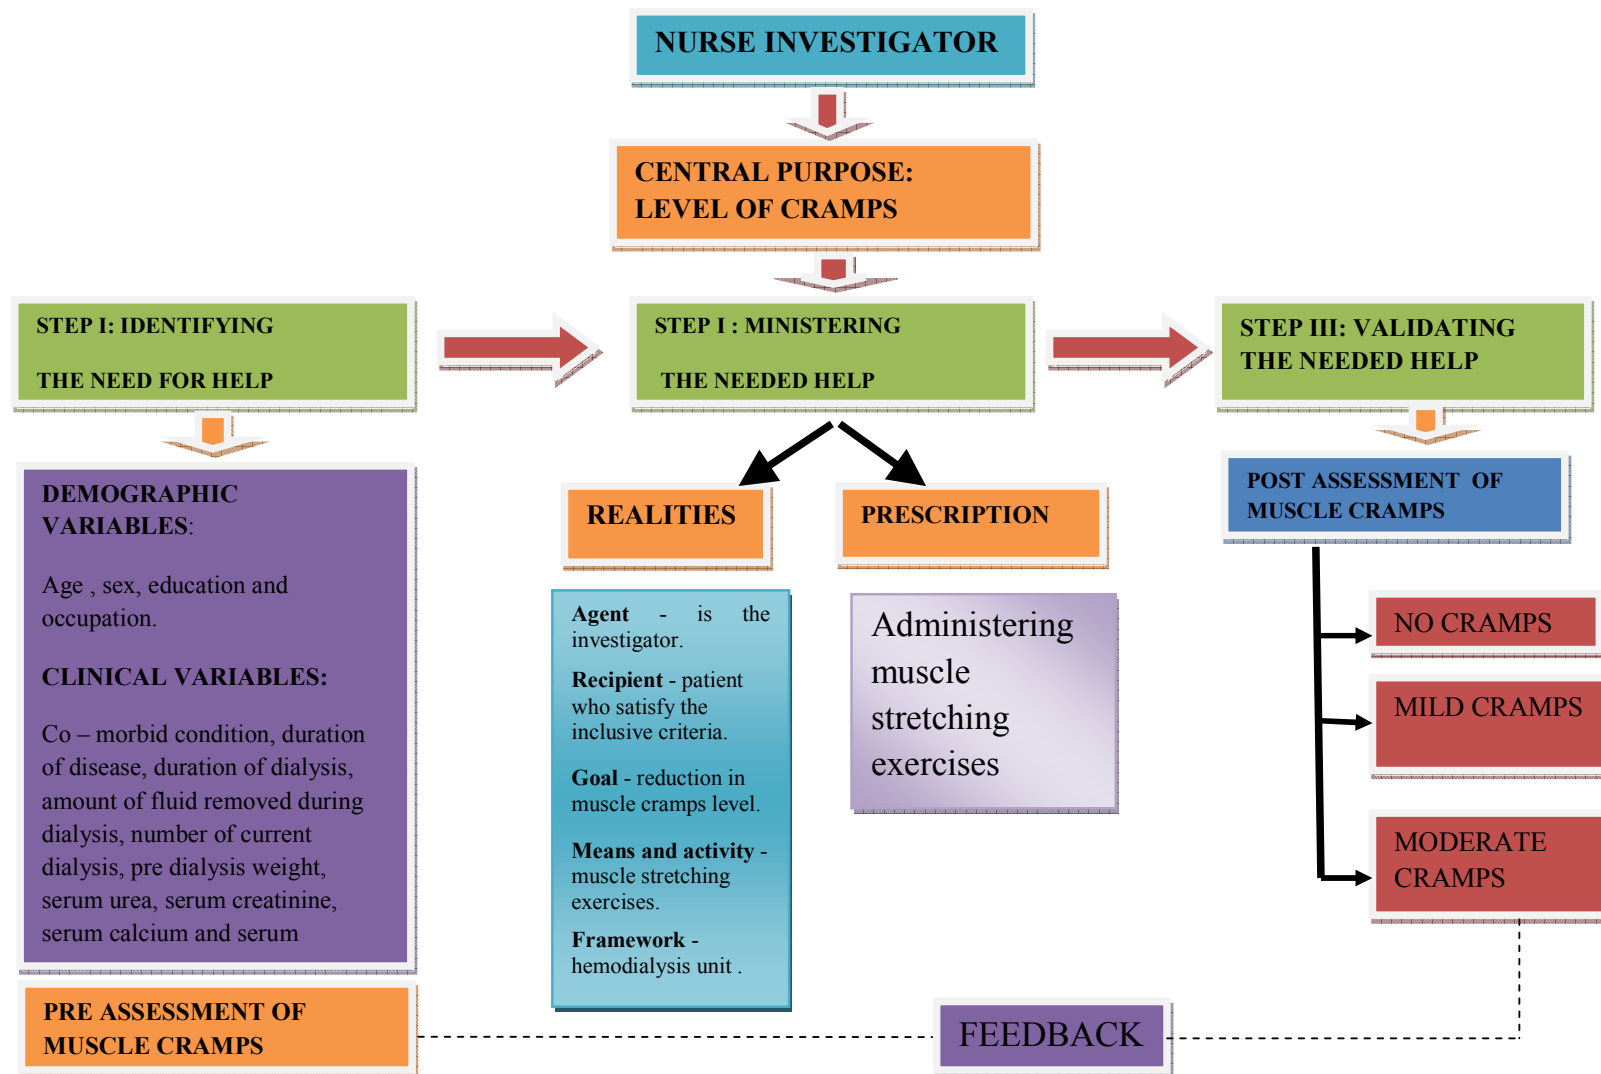 NURSE INVESTIGATOR
CENTRAL PURPOSE:
LEVEL OF CRAMPS
STEP I: IDENTIFYING
THE NEED FOR HELP
STEP I : MINISTERING
THE NEEDED HELP
STEP III: VALIDATING
THE NEEDED HELP
DEMOGRAPHIC
VARIABLES:
Age , sex, education and
occupation.
CLINICAL VARIABLES:
Co – morbid condition, duration
of disease, duration of dialysis,
amount of fluid removed during
dialysis, number of current
dialysis, pre dialysis weight,
serum urea, serum creatinine,
serum calcium and serum
PRE ASSESSMENT OF
MUSCLE CRAMPS
REALITIES
Agent - is the
investigator.
Recipient - patient
who satisfy the
inclusive criteria.
Goal - reduction in
muscle cramps level.
Means and activity -
muscle stretching
exercises.
Framework -
hemodialysis unit .
PRESCRIPTION
Administering
muscle
stretching
exercises
POST ASSESSMENT OF
MUSCLE CRAMPS
NO CRAMPS
MILD CRAMPS
MODERATE
CRAMPS
FEEDBACK